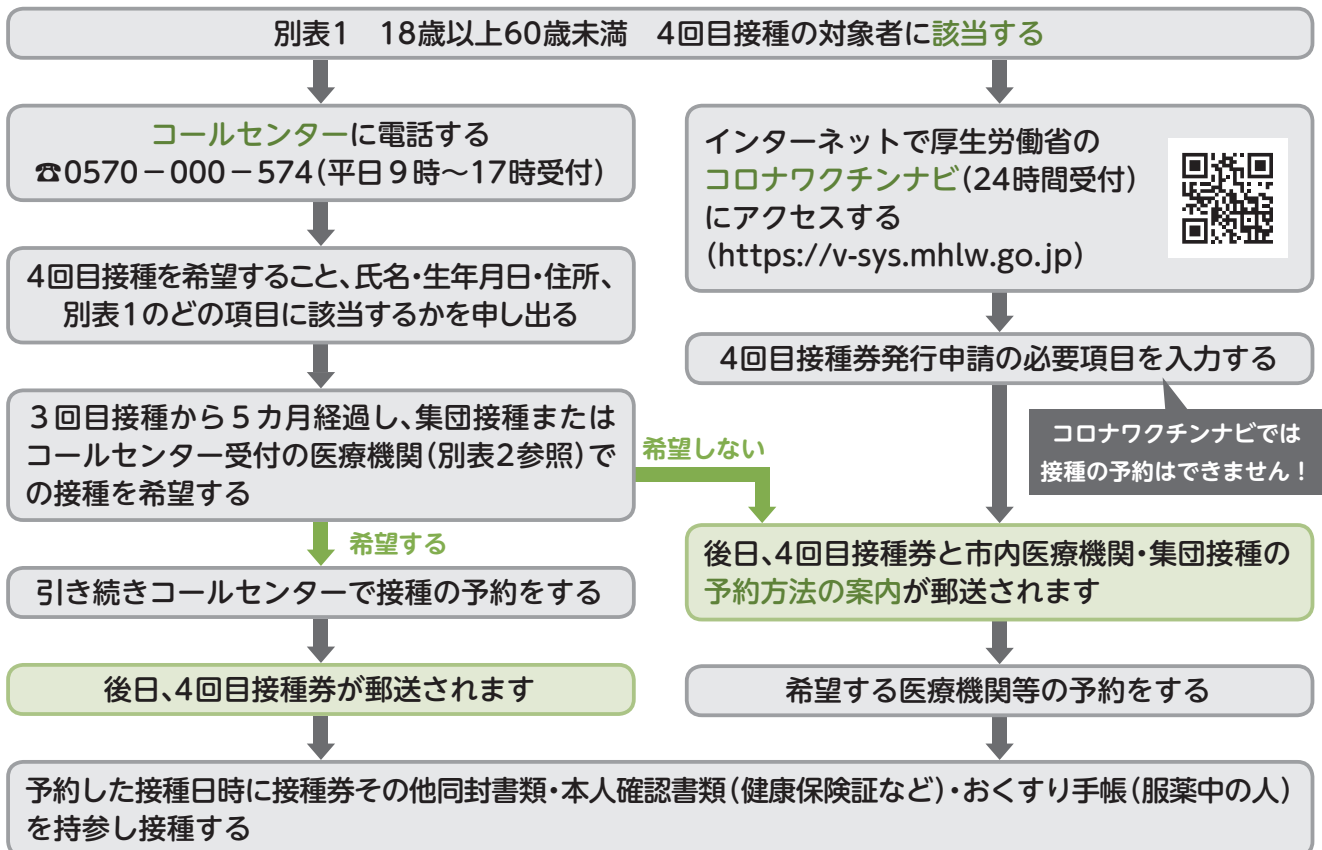 別表1　18歳以上60歳未満　4回目接種の対象者に該当する
コールセンターに電話する
☎0570－000－574(平日9時～17時受付)
4回目接種を希望すること、氏名・生年月日・住所、
別表1のどの項目に該当するかを申し出る
3回目接種から5カ月経過し、集団接種または
コールセンター受付の医療機関(別表2参照)で
の接種を希望する
希望しない
希望する
引き続きコールセンターで接種の予約をする
後日、4回目接種券が郵送されます
インターネットで厚生労働省の
コロナワクチンナビ(24時間受付)
にアクセスする
(https://v-sys.mhlw.go.jp)
4回目接種券発行申請の必要項目を入力する
コロナワクチンナビでは
接種の予約はできません！
後日、4回目接種券と市内医療機関・集団接種の
予約方法の案内が郵送されます
希望する医療機関等の予約をする
予約した接種日時に接種券その他同封書類・本人確認書類(健康保険証など)・おくすり手帳(服薬中の人)
を持参し接種する